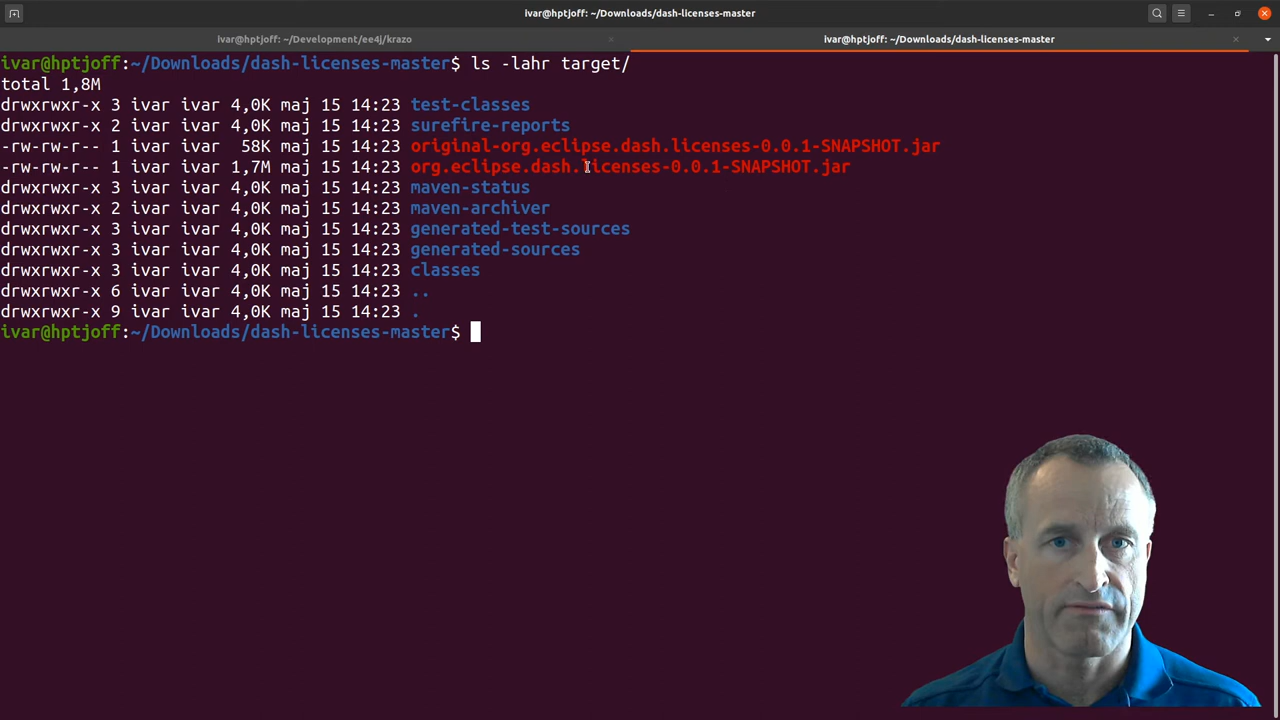 ivar@hptjoff: ~/Downloads/dash-licenses-master
ivar@hptjoff: ~/Development/ee4j/krazo
ivar@hptjoff: ~/Downloads/dash-licenses-master
ivar@hptjoff:~/Downloads/dash-licenses-master$ ls -lahr target/
total 1,8M
drwxrwxr-x 3 ivar ivar 4,0K maj 15 14:23 test-classes
drwxrwxr-x 2 ivar ivar 4,0K maj 15 14:23 surefire-reports
-rw-rw-r-- 1 ivar ivar  58K maj 15 14:23 original-org.eclipse.dash.licenses-0.0.1-SNAPSHOT.jar
-rw-rw-r-- 1 ivar ivar 1,7M maj 15 14:23 org.eclipse.dash.licenses-0.0.1-SNAPSHOT.jar
drwxrwxr-x 3 ivar ivar 4,0K maj 15 14:23 maven-status
drwxrwxr-x 2 ivar ivar 4,0K maj 15 14:23 maven-archiver
drwxrwxr-x 3 ivar ivar 4,0K maj 15 14:23 generated-test-sources
drwxrwxr-x 3 ivar ivar 4,0K maj 15 14:23 generated-sources
drwxrwxr-x 3 ivar ivar 4,0K maj 15 14:23 classes
drwxrwxr-x 6 ivar ivar 4,0K maj 15 14:23 ..
drwxrwxr-x 9 ivar ivar 4,0K maj 15 14:23 .
ivar@hptjoff:~/Downloads/dash-licenses-master$